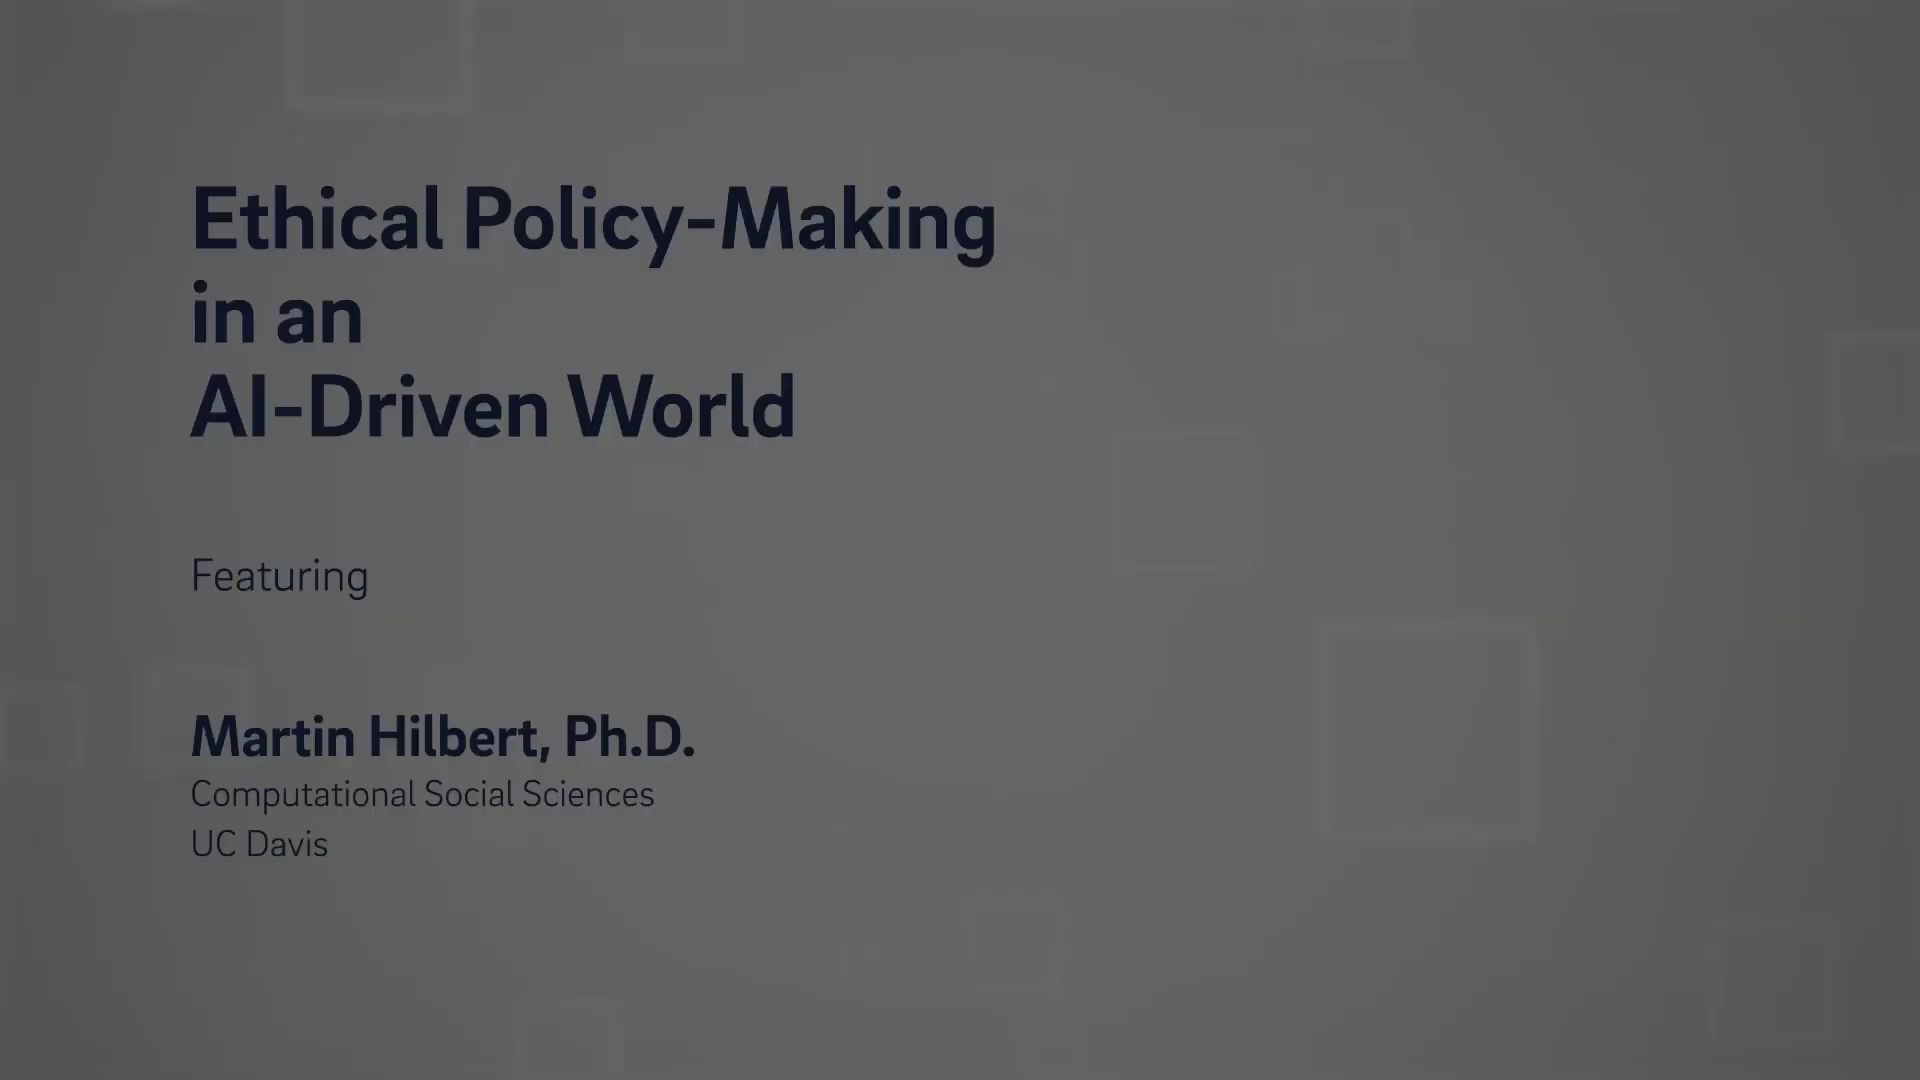 Ethical Policy-Making
in an
AI-Driven World
Featuring
Martin Hilbert, Ph.D.
Computational Social Sciences
UC Davis